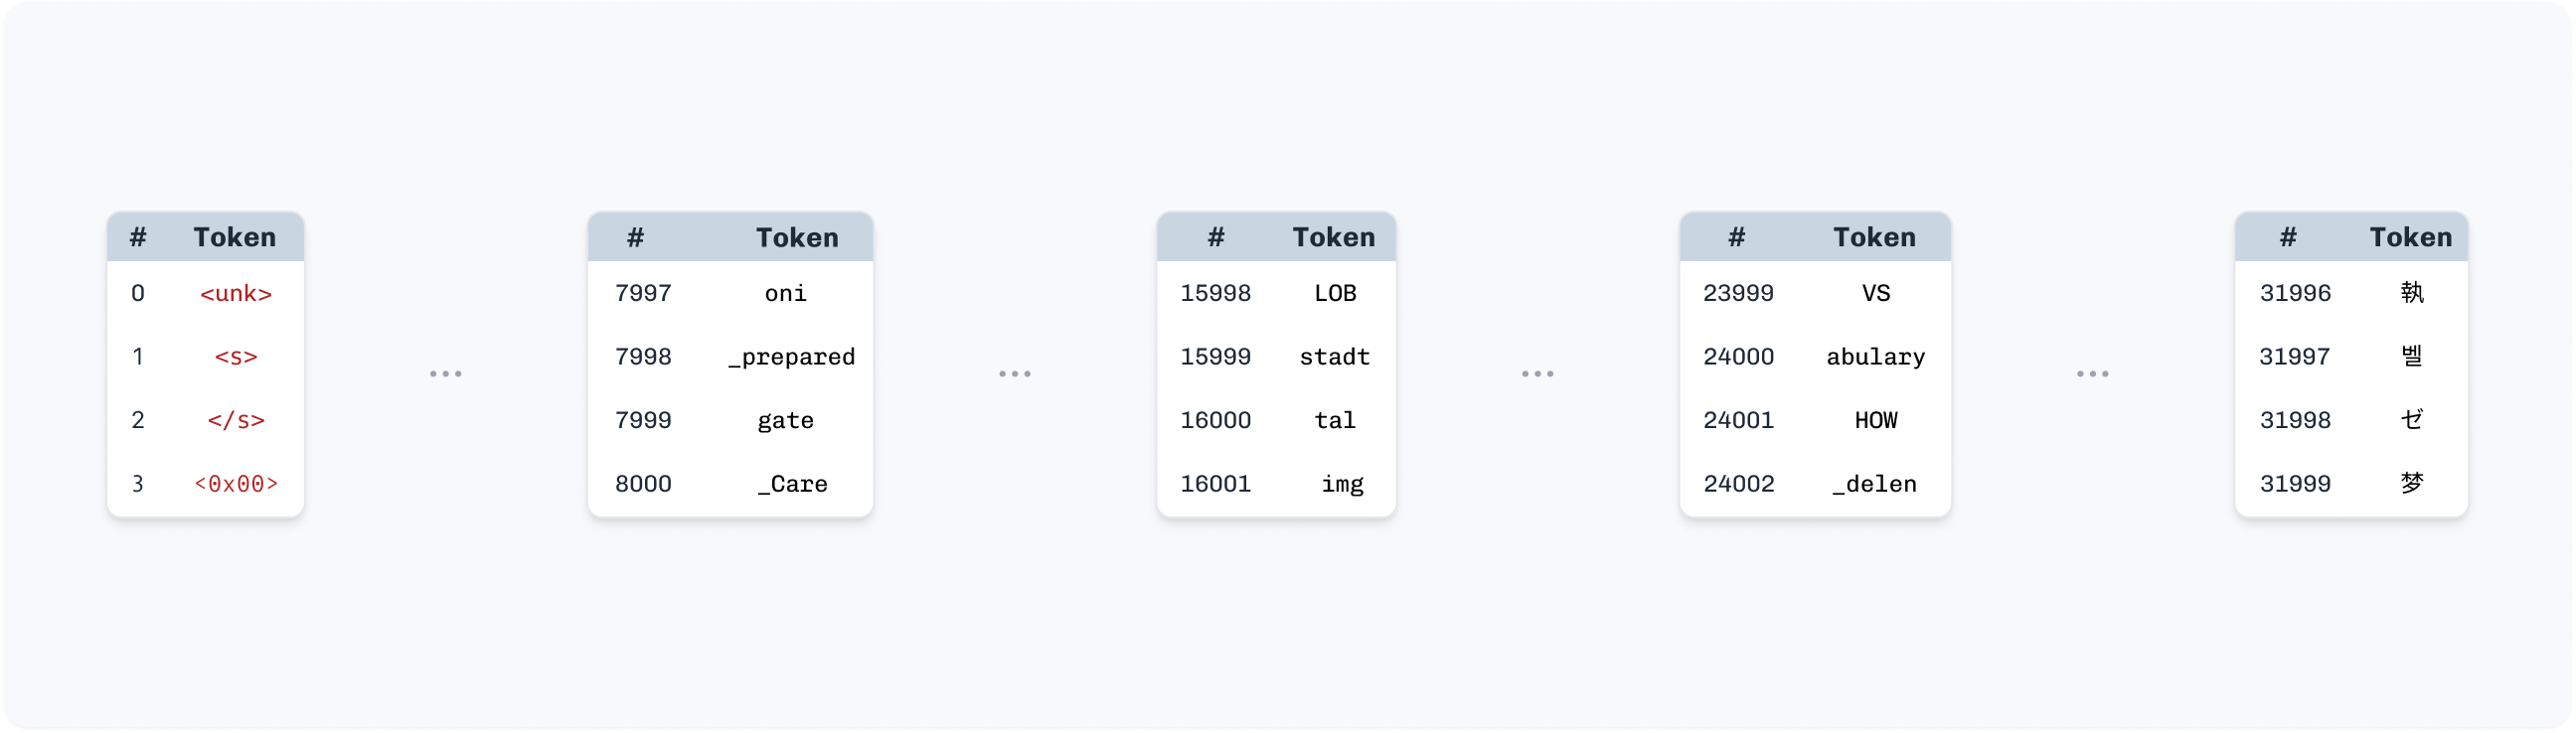 # Token
0 <unk>
1 <s>
2 </s>
3 <0x00>
...
# Token
7997 oni
7998 _prepared
7999 gate
8000 _Care
...
# Token
15998 LOB
15999 stadt
16000 tal
16001 img
...
# Token
23999 VS
24000 abulary
24001 HOW
24002 _delen
...
# Token
31996 執
31997 벨
31998 ゼ
31999 梦